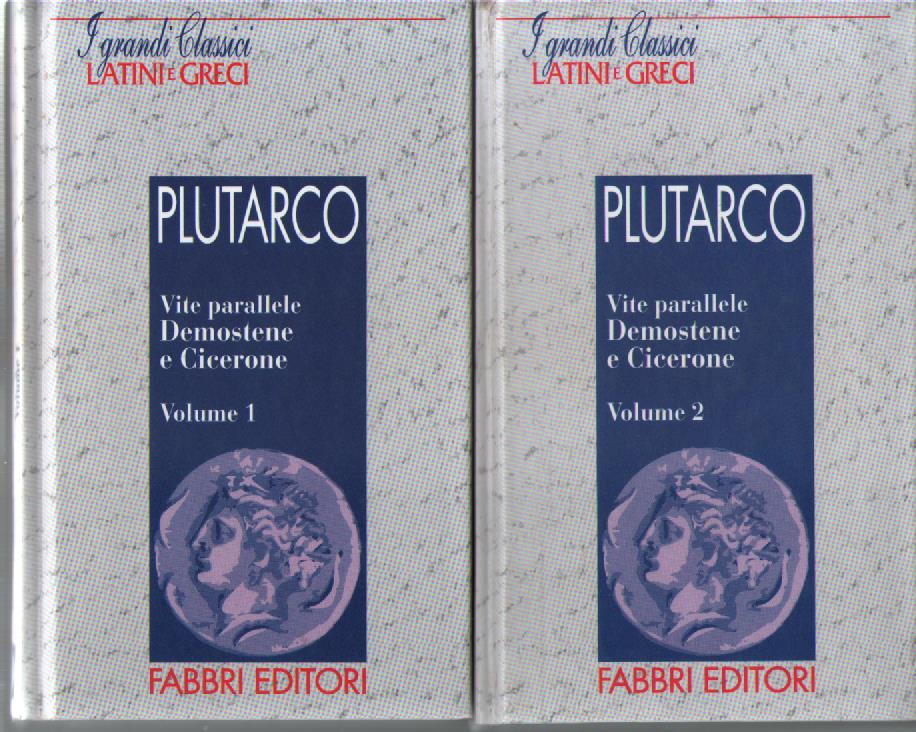 I grandi Classici
LATINI E GRECI
PLUTARCO
Vite parallele
Demostene
e Cicerone
Volume 1
FABBRI EDITORI
I grandi Classici
LATINI E GRECI
PLUTARCO
Vite parallele
Demostene
e Cicerone
Volume 2
FABBRI EDITORI